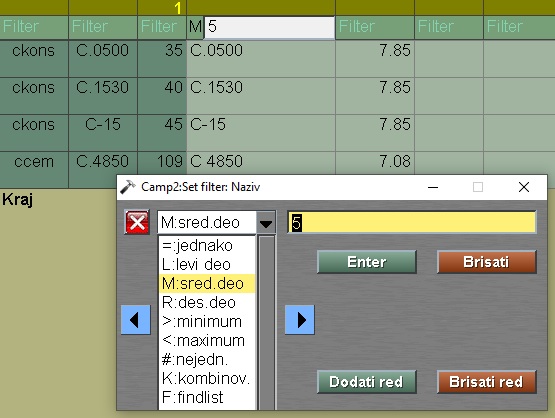 1
Filter Filter Filter M 5 Filter Filter Filter
ckons C.0500 35 C.0500 7.85
ckons C.1530 40 C.1530 7.85
ckons C-15 45 C-15 7.85
ccem C.4850 109 C 4850 7.08
Kraj
Camp2:Set filter: Naziv
M:sred.deo 5
=:jednako
L:levi deo
M:sred.deo
R:des.deo
>:minimum
<:maximum
#:nejedn.
K:kombinov.
F:findlist
Enter Brisati
Dodati red Brisati red